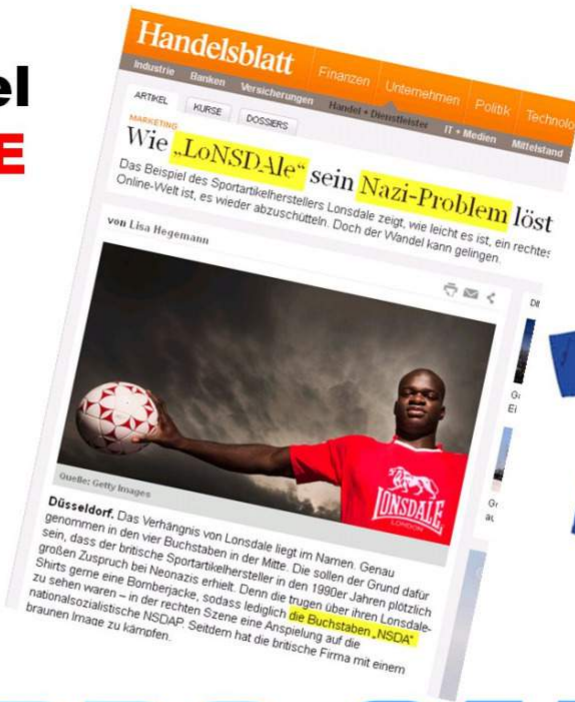 el
E
Handelsblatt
Finanzen Unternehmen Politik Technolo
Industrie Banken Versicherungen Handel + Dienstleister IT + Medien Mittelstand
ARTIKEL KURSE DOSSIERS
MARKETING
Wie „LoNSDAle“ sein Nazi-Problem löst
Das Beispiel des Sportartikelherstellers Lonsdale zeigt, wie leicht es ist, ein rechtes
Online-Welt ist, es wieder abzuschütteln. Doch der Wandel kann gelingen.
von Lisa Hegemann
LONSDALE
LONDON
Quelle: Getty Images
Düsseldorf. Das Verhängnis von Lonsdale liegt im Namen. Genau
genommen in den vier Buchstaben in der Mitte. Die sollen der Grund dafür
sein, dass der britische Sportartikelhersteller in den 1990er Jahren plötzlich
großen Zuspruch bei Neonazis erhielt. Denn die trugen über ihren Lonsdale-
Shirts gerne eine Bomberjacke, sodass lediglich die Buchstaben „NSDA“
zu sehen waren – in der rechten Szene eine Anspielung auf die
nationalsozialistische NSDAP. Seitdem hat die britische Firma mit einem
braunen Image zu kämpfen.